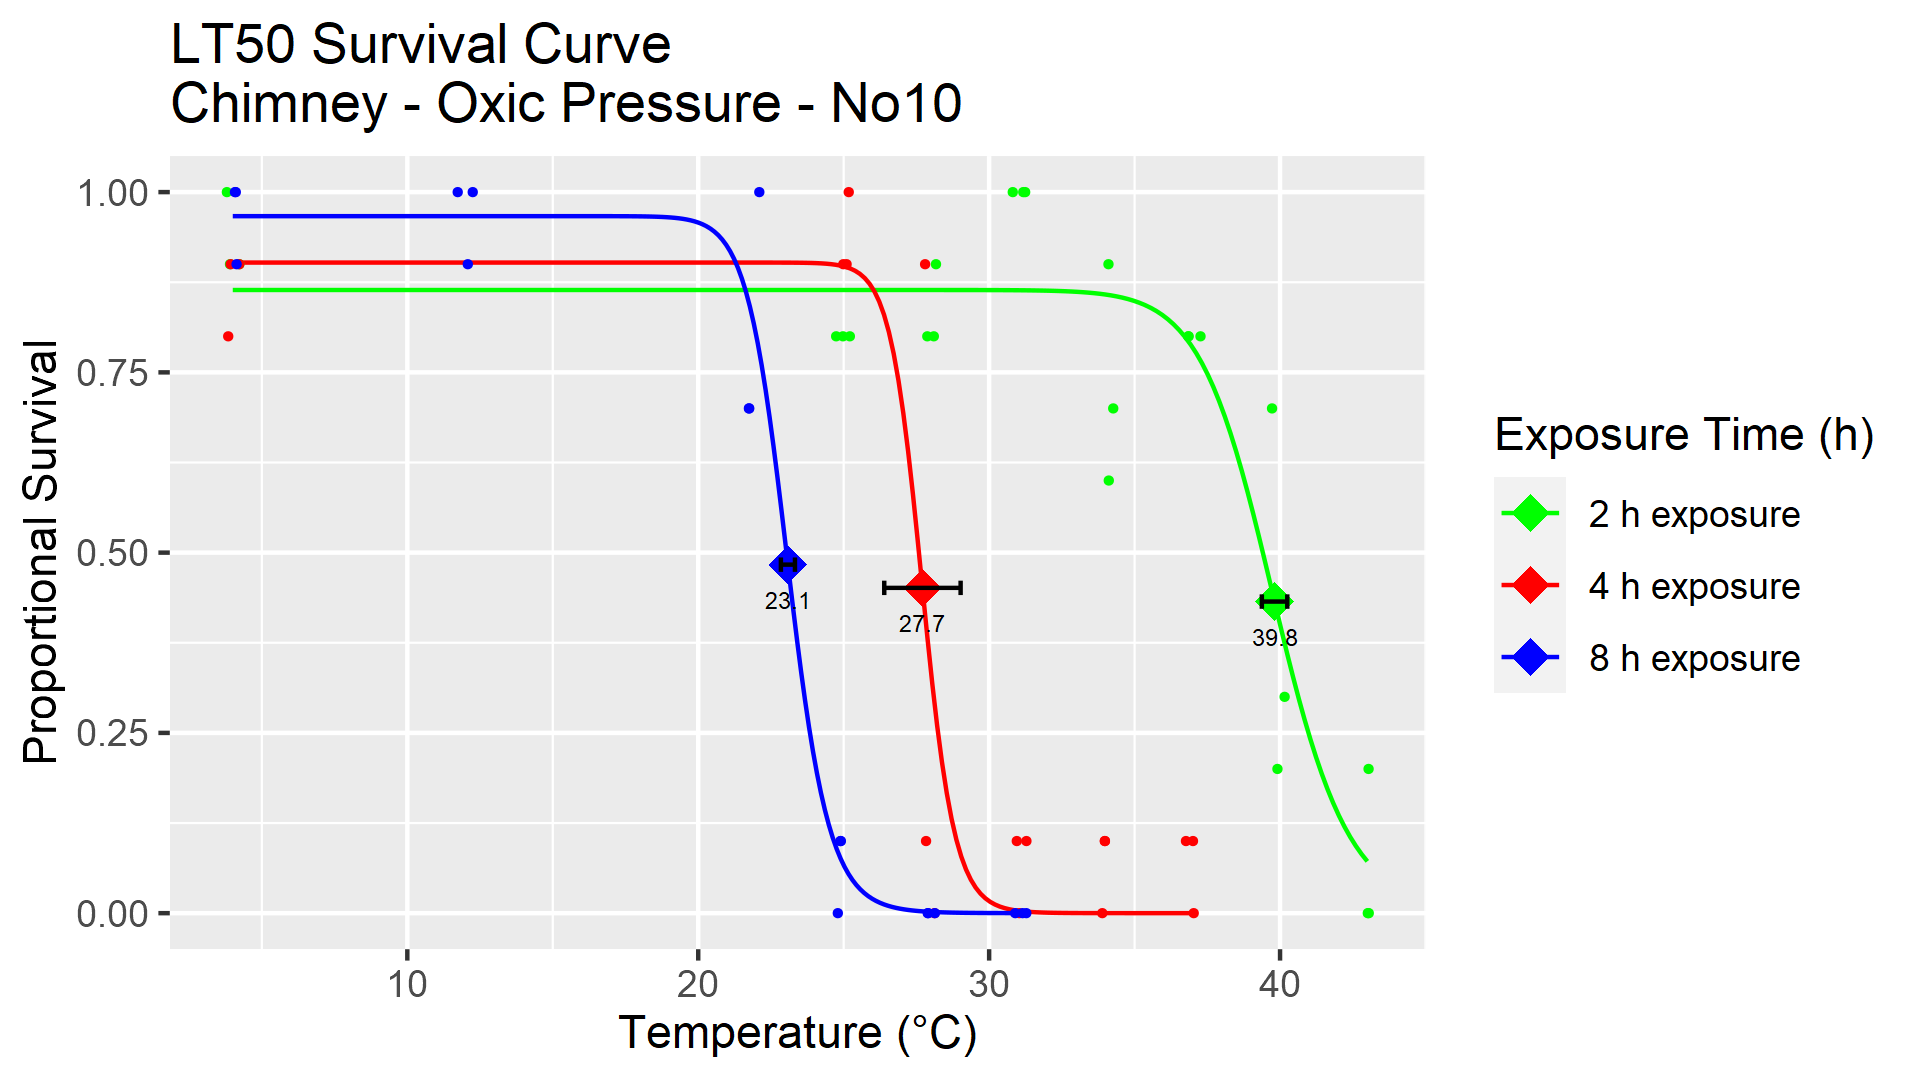 LT50 Survival Curve
Chimney - Oxic Pressure - No10
Proportional Survival
1.00
0.75
0.50
0.25
0.00
23.1
27.7
39.8
10
20
30
40
Temperature (°C)
Exposure Time (h)
2 h exposure
4 h exposure
8 h exposure